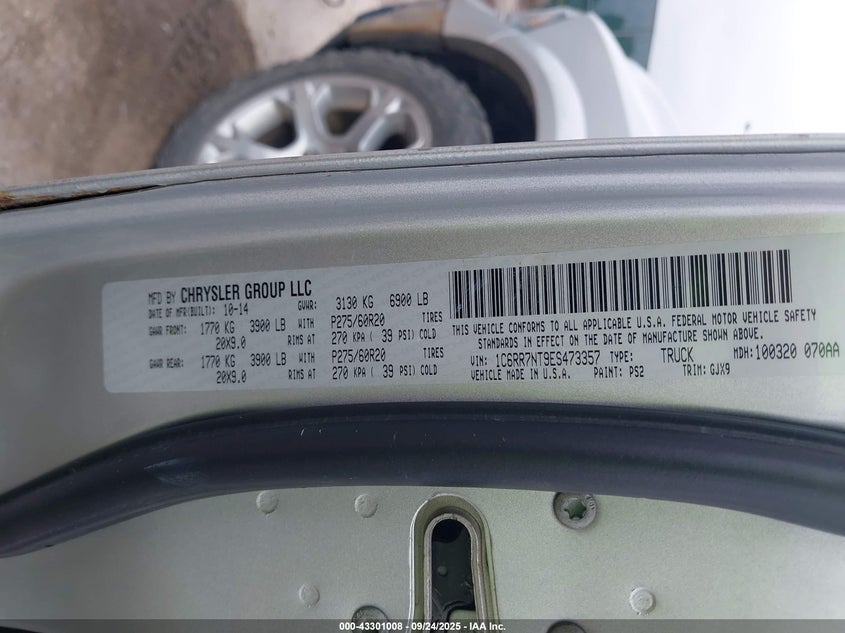 MFD BY CHRYSLER GROUP LLC
DATE OF MFR(BUILT): 10-14 GVWR: 3130 KG 6900 LB
GAWR FRONT: 1770 KG 3900 LB WITH P275/60R20 TIRES
20X9.0 RIMS AT 270 KPA ( 39 PSI) COLD
GAWR REAR: 1770 KG 3900 LB WITH P275/60R20 TIRES
20X9.0 RIMS AT 270 KPA ( 39 PSI) COLD
THIS VEHICLE CONFORMS TO ALL APPLICABLE U.S.A. FEDERAL MOTOR VEHICLE SAFETY
STANDARDS IN EFFECT ON THE DATE OF MANUFACTURE SHOWN ABOVE.
VIN: 1C6RR7NT9ES473357 TYPE: TRUCK MDH: 100320 070AA
VEHICLE MADE IN U.S.A. PAINT: PS2 TRIM: GJX9
000-43301008 - 09/24/2025 - IAA Inc.